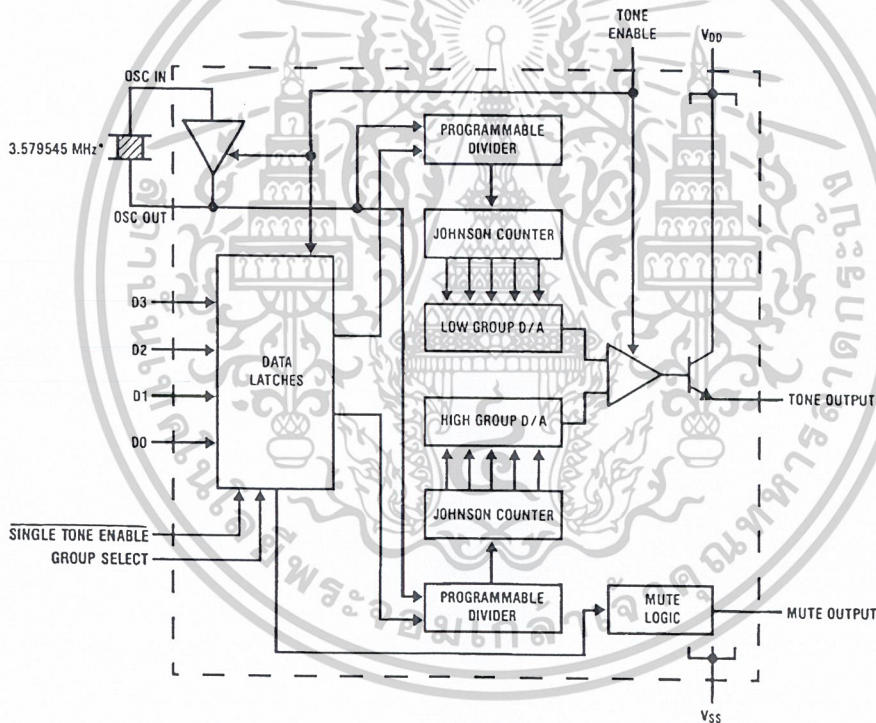 TONE
ENABLE
VDD
OSC IN
3.579545 MHz*
OSC OUT
PROGRAMMABLE
DIVIDER
JOHNSON COUNTER
LOW GROUP D/A
D3
D2
D1
D0
DATA
LATCHES
HIGH GROUP D/A
TONE OUTPUT
JOHNSON COUNTER
SINGLE TONE ENABLE
GROUP SELECT
PROGRAMMABLE
DIVIDER
MUTE
LOGIC
MUTE OUTPUT
VSS